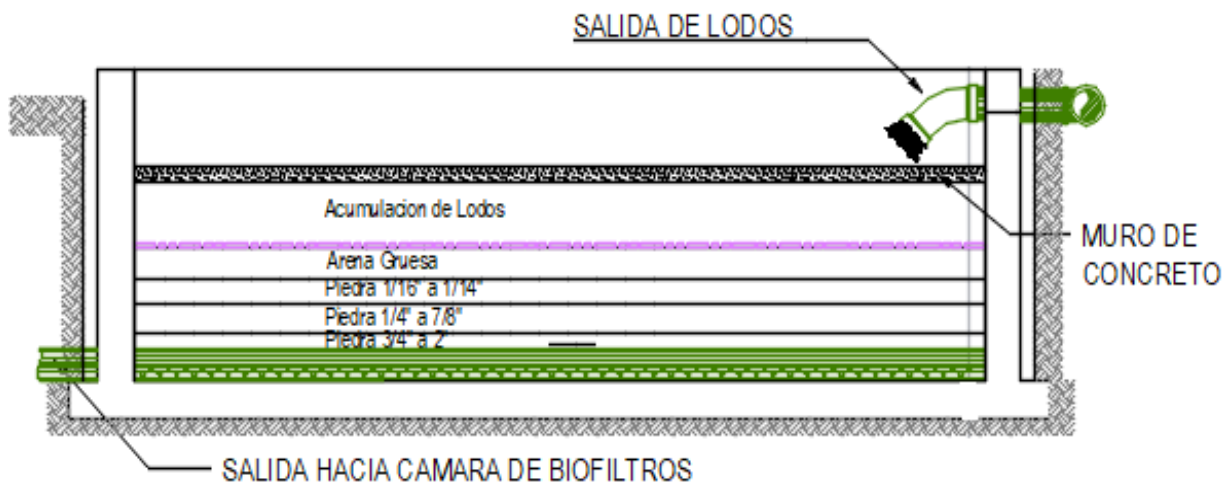 SALIDA DE LODOS
Acumulacion de Lodos
Arena Gruesa
Piedra 1/16" a 1/14"
Piedra 1/4" a 7/8"
Piedra 3/4" a 2"
MURO DE
CONCRETO
SALIDA HACIA CAMARA DE BIOFILTROS